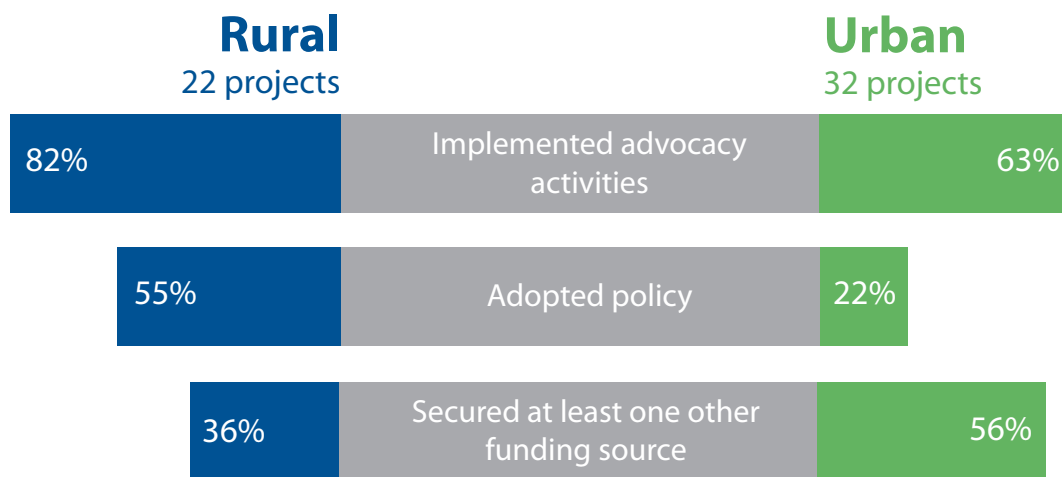 Rural
22 projects
Urban
32 projects
82%
Implemented advocacy
activities
63%
55%
Adopted policy
22%
36%
Secured at least one other
funding source
56%